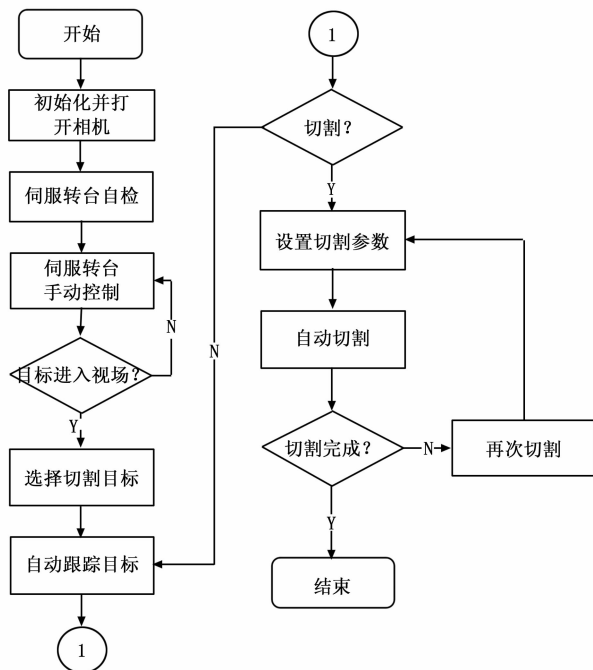 开始
初始化并打
开相机
伺服转台自检
伺服转台
手动控制
N
目标进入视场？
Y
选择切割目标
自动跟踪目标
1
1
切割？
N
Y
设置切割参数
自动切割
切割完成？
N
再次切割
Y
结束